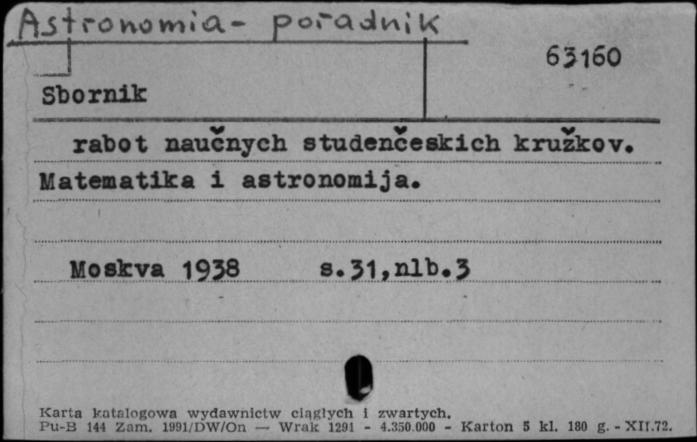 Astronomia - poradnik
63160
Sbornik
rabot naučnych studenčeskich kružkov.
Matematika i astronomija.
Moskva 1938 s.31,nlb.3
Karta katalogowa wydawnictw ciągłych i zwartych.
Pu-B 144 Zam. 1991/DW/On — Wrak 1291 - 4.350.000 - Karton 5 kl. 180 g. - XII.72.